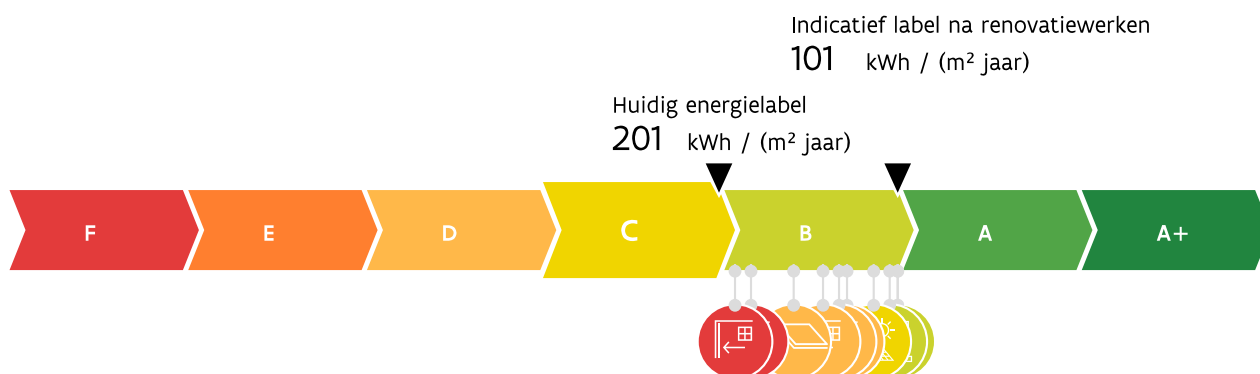 Indicatief label na renovatiewerken
101 kWh / (m² jaar)
Huidig energielabel
201 kWh / (m² jaar)
F E D C B A A+